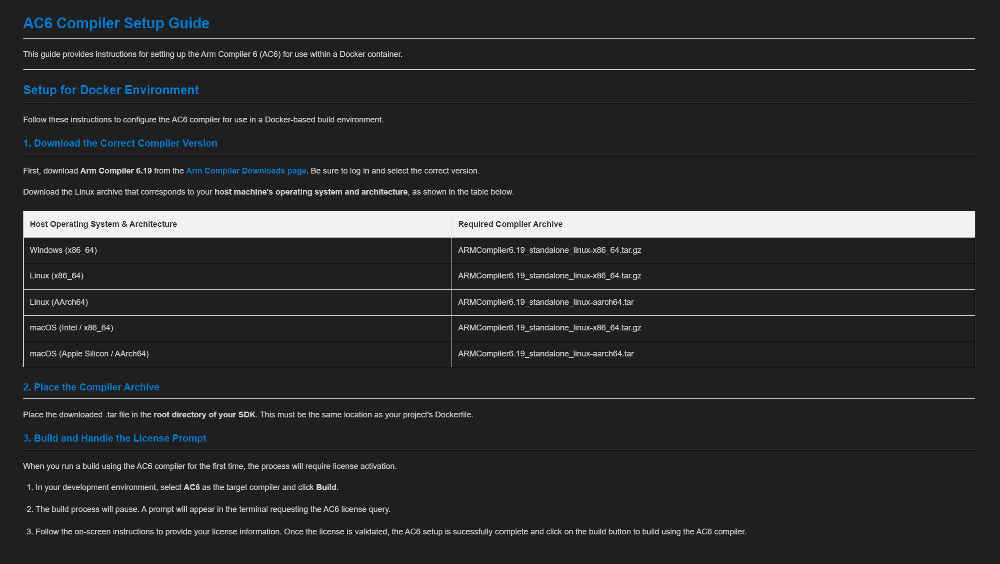 AC6 Compiler Setup Guide
This guide provides instructions for setting up the Arm Compiler 6 (AC6) for use within a Docker container.
Setup for Docker Environment
Follow these instructions to configure the AC6 compiler for use in a Docker-based build environment.
1. Download the Correct Compiler Version
First, download Arm Compiler 6.19 from the Arm Compiler Downloads page. Be sure to log in and select the correct version.
Download the Linux archive that corresponds to your host machine's operating system and architecture, as shown in the table below.
Host Operating System & Architecture Required Compiler Archive
Windows (x86_64) ARMCompiler6.19_standalone_linux-x86_64.tar.gz
Linux (x86_64) ARMCompiler6.19_standalone_linux-x86_64.tar.gz
Linux (AArch64) ARMCompiler6.19_standalone_linux-aarch64.tar
macOS (Intel / x86_64) ARMCompiler6.19_standalone_linux-x86_64.tar.gz
macOS (Apple Silicon / AArch64) ARMCompiler6.19_standalone_linux-aarch64.tar
2. Place the Compiler Archive
Place the downloaded .tar file in the root directory of your SDK. This must be the same location as your project's Dockerfile.
3. Build and Handle the License Prompt
When you run a build using the AC6 compiler for the first time, the process will require license activation.
1. In your development environment, select AC6 as the target compiler and click Build.
2. The build process will pause. A prompt will appear in the terminal requesting the AC6 license query.
3. Follow the on-screen instructions to provide your license information. Once the license is validated, the AC6 setup is sucessfully complete and click on the build button to build using the AC6 compiler.